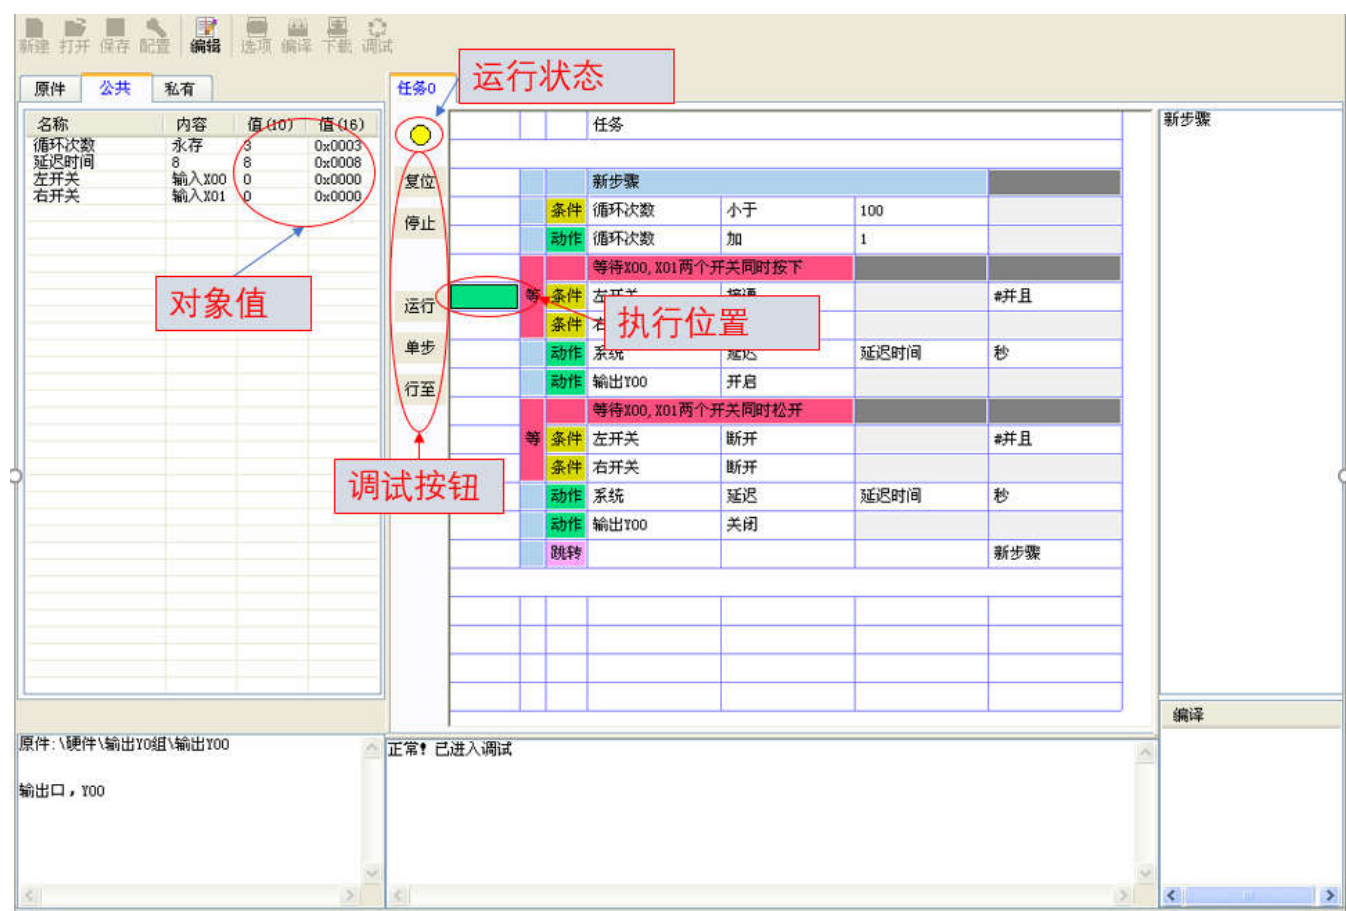 新建 打开 保存 配置 编辑 选项 编译 下载 调试
运行状态
原件 公共 私有
任务0
名称 内容 值(10) 值(16)
循环次数 永存 3 0x0003
延迟时间 8 8 0x0008
左开关 输入X00 0 0x0000
右开关 输入X01 0 0x0000
对象值
复位
停止
运行
单步
行至
调试按钮
任务
新步骤
条件 循环次数 小于 100
动作 循环次数 加 1
等待X00,X01两个开关同时按下
等 条件 #并且
执行位置
条件
动作 系统 延迟 延迟时间 秒
动作 输出Y00 开启
等待X00,X01两个开关同时松开
等 条件 左开关 断开 #并且
条件 右开关 断开
动作 系统 延迟 延迟时间 秒
动作 输出Y00 关闭
跳转 新步骤
新步骤
编译
原件:\硬件\输出Y0组\输出Y00
输出口，Y00
正常! 已进入调试